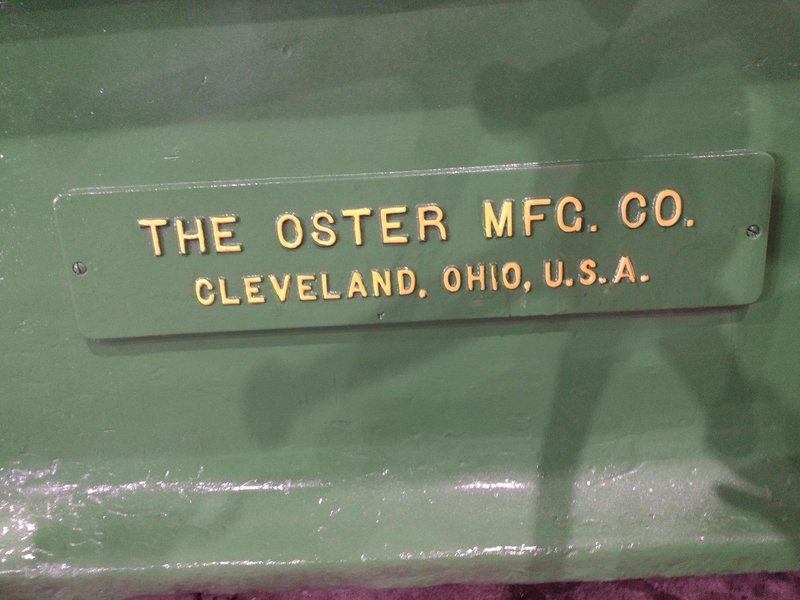 THE OSTER MFG. CO.
CLEVELAND, OHIO, U.S.A.